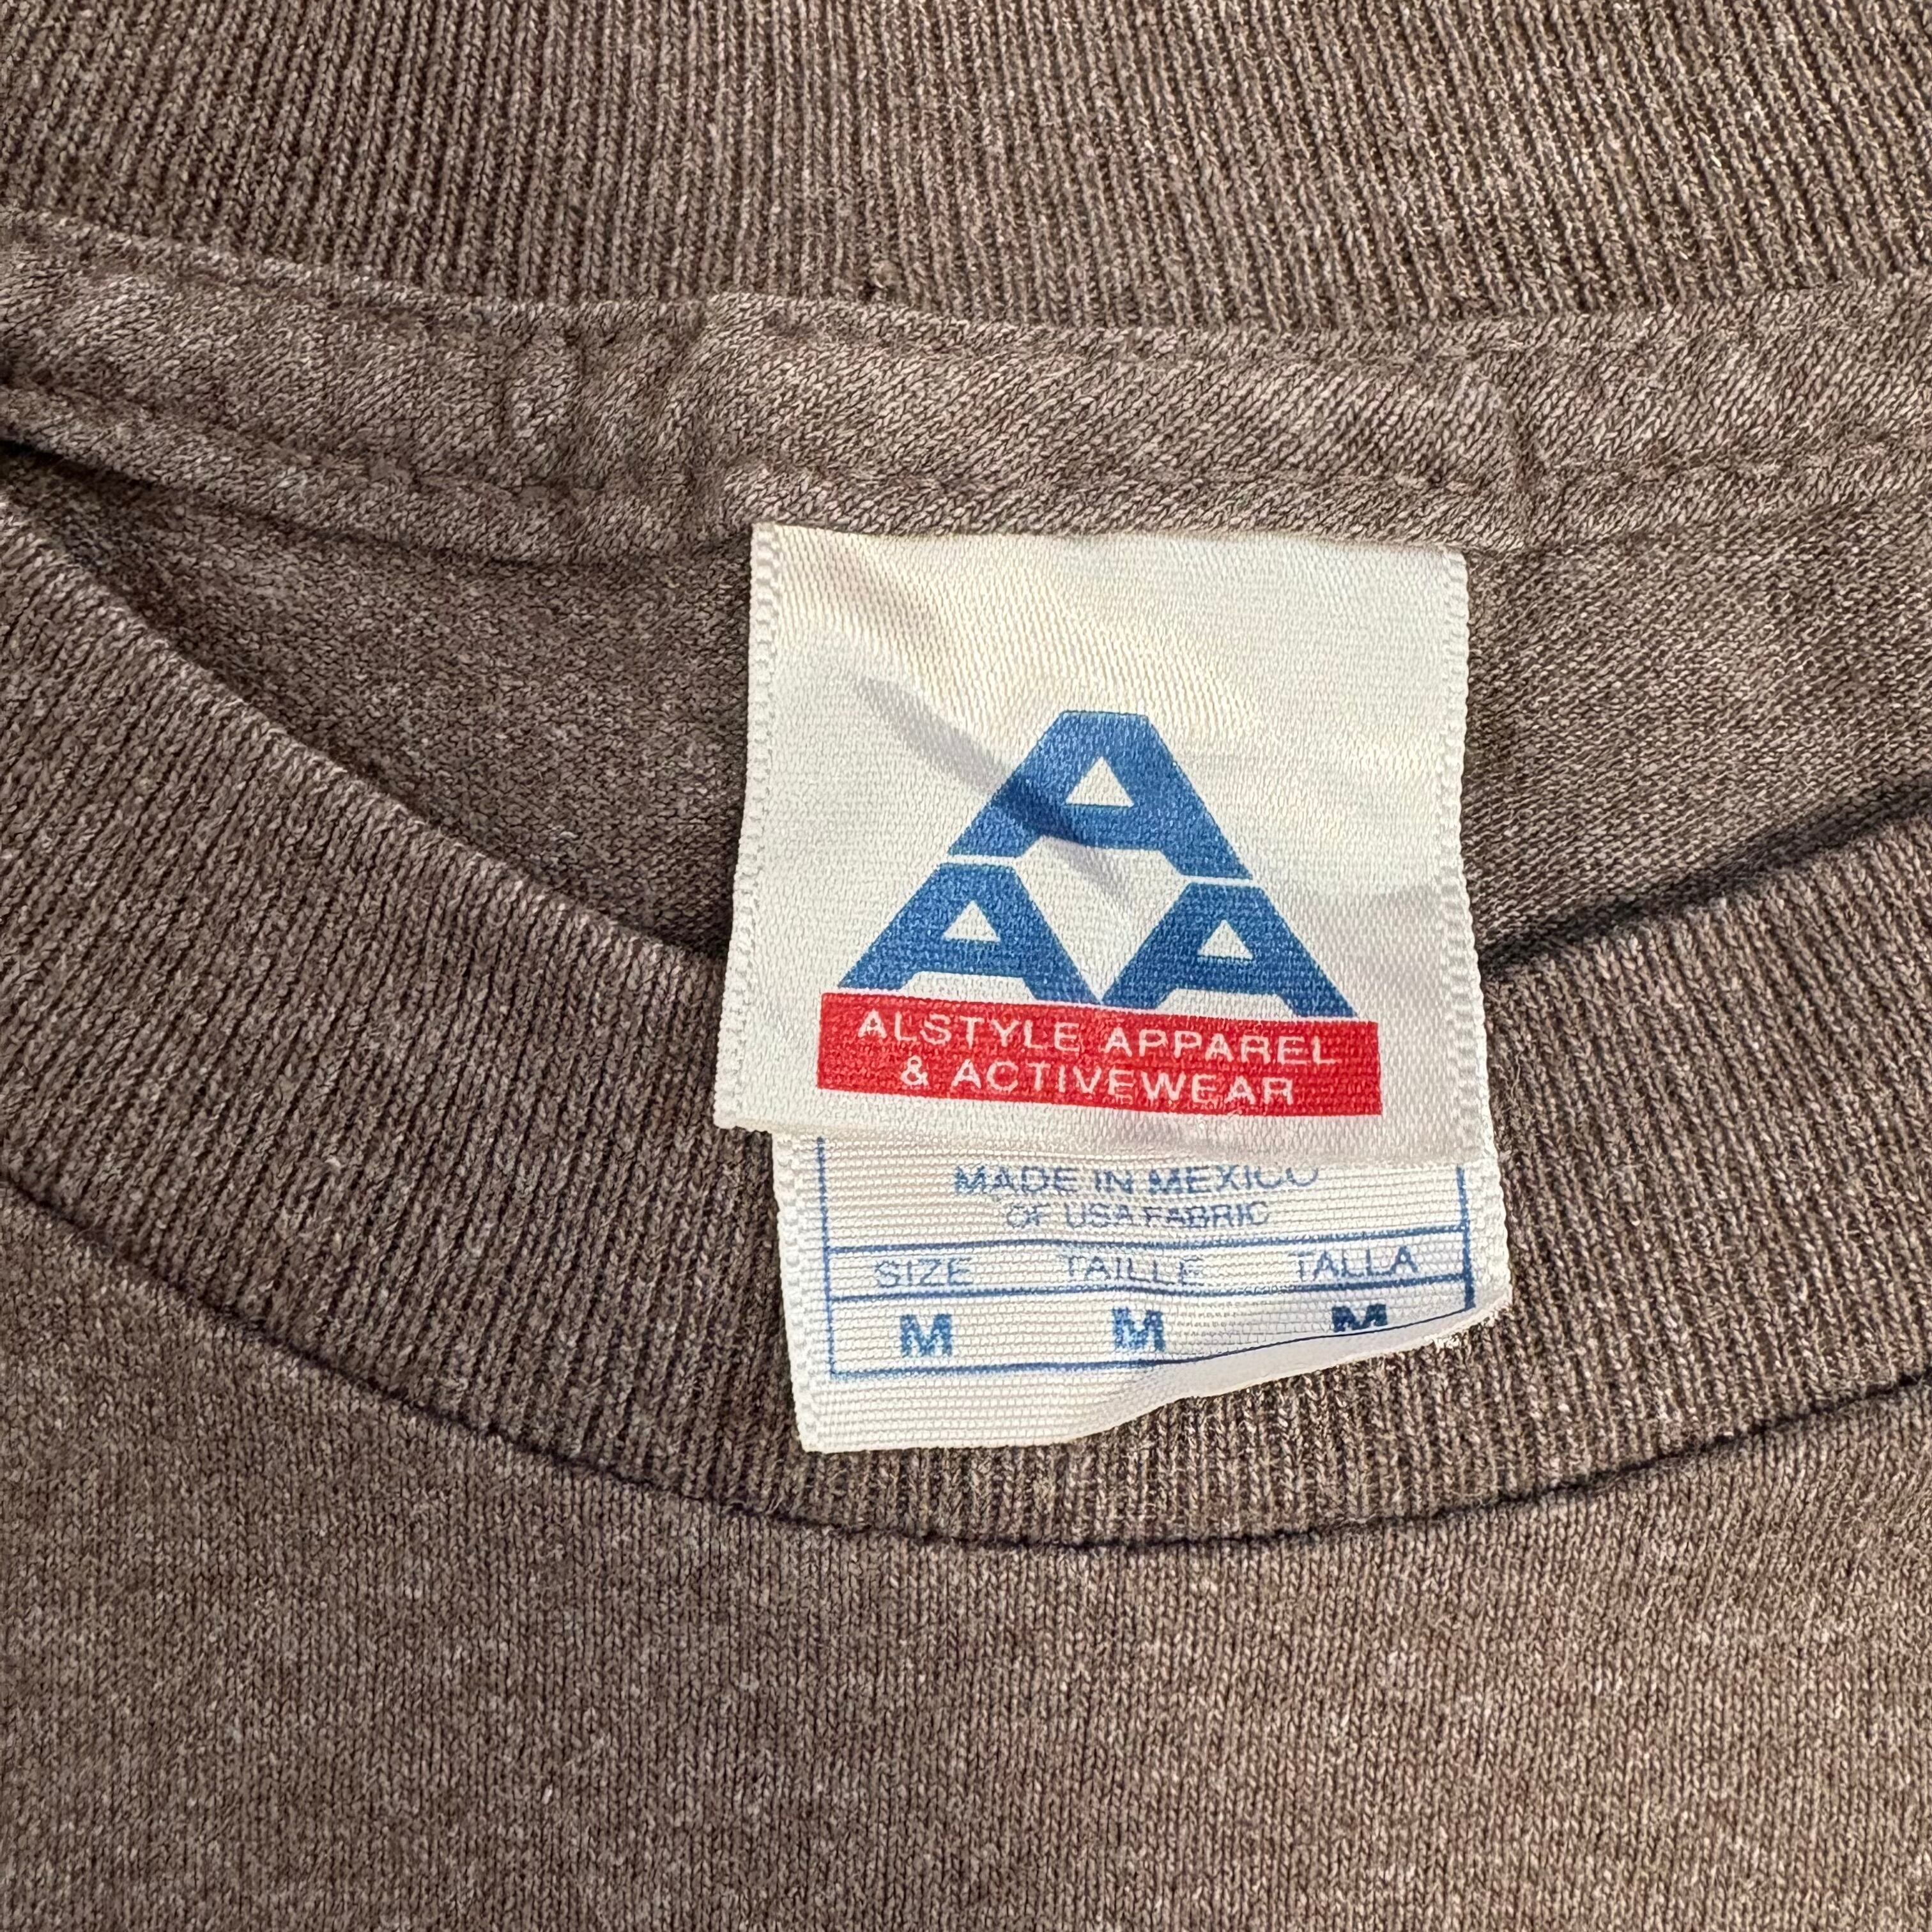 A
A A
ALSTYLE APPAREL
& ACTIVEWEAR
MADE IN MEXICO
OF USA FABRIC
SIZE TAILLE TALLA
M M M